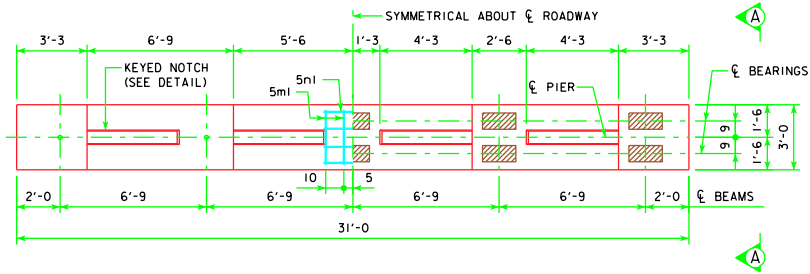 SYMMETRICAL ABOUT ℄ ROADWAY
A
3'-3 6'-9 5'-6 1'-3 4'-3 2'-6 4'-3 3'-3
KEYED NOTCH
(SEE DETAIL)
5n1
5m1
℄ PIER
℄ BEARINGS
9 1'-6
3'-0
9 1'-6
10 5
2'-0 6'-9 6'-9 6'-9 6'-9 2'-0 ℄ BEAMS
31'-0
A